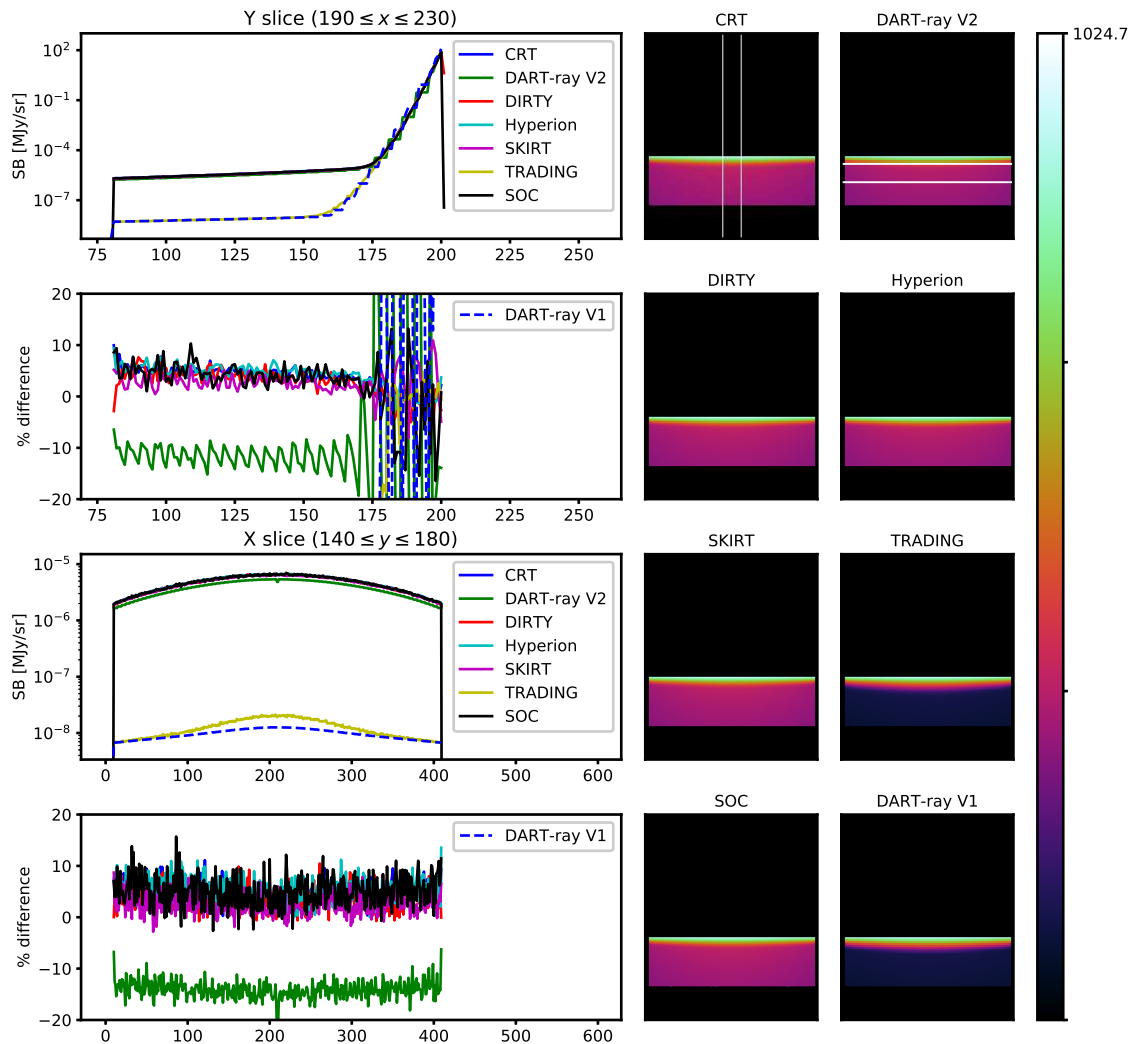 Y slice (190 ≤ x ≤ 230)
SB [MJy/sr]
10²
10⁻¹
10⁻⁴
10⁻⁷
CRT
DART-ray V2
DIRTY
Hyperion
SKIRT
TRADING
SOC
75 100 125 150 175 200 225 250
CRT
DART-ray V2
1024.7
% difference
20
10
0
−10
−20
DART-ray V1
75 100 125 150 175 200 225 250
DIRTY
Hyperion
X slice (140 ≤ y ≤ 180)
SB [MJy/sr]
10⁻⁵
10⁻⁶
10⁻⁷
10⁻⁸
CRT
DART-ray V2
DIRTY
Hyperion
SKIRT
TRADING
SOC
0 100 200 300 400 500 600
SKIRT
TRADING
% difference
20
10
0
−10
−20
DART-ray V1
0 100 200 300 400 500 600
SOC
DART-ray V1